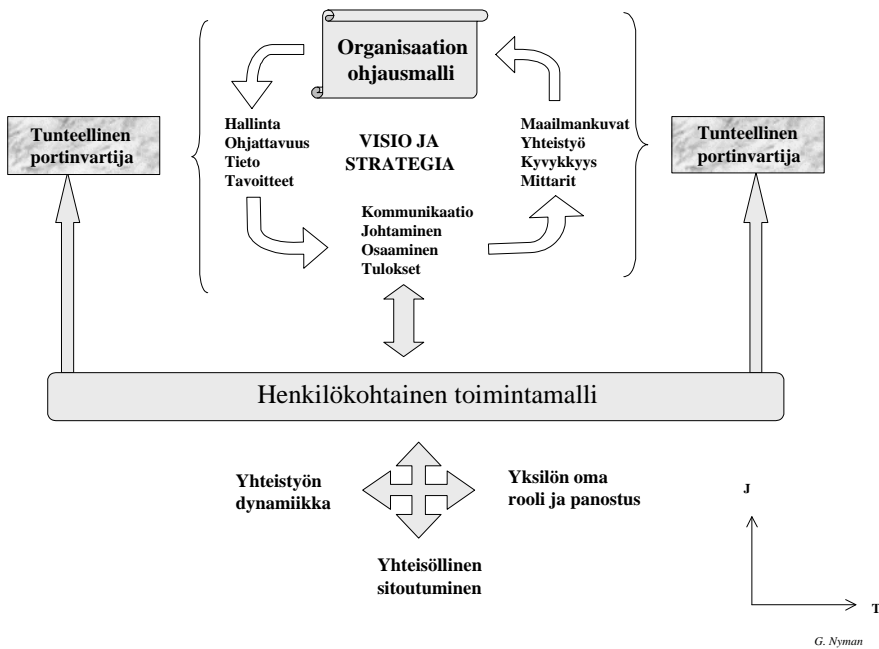 Organisaation
ohjausmalli
Tunteellinen
portinvartija
Hallinta
Ohjattavuus
Tieto
Tavoitteet
VISIO JA
STRATEGIA
Maailmankuvat
Yhteistyö
Kyvykkyys
Mittarit
Tunteellinen
portinvartija
Kommunikaatio
Johtaminen
Osaaminen
Tulokset
Henkilökohtainen toimintamalli
Yhteistyön
dynamiikka
Yksilön oma
rooli ja panostus
Yhteisöllinen
sitoutuminen
J
T
G. Nyman